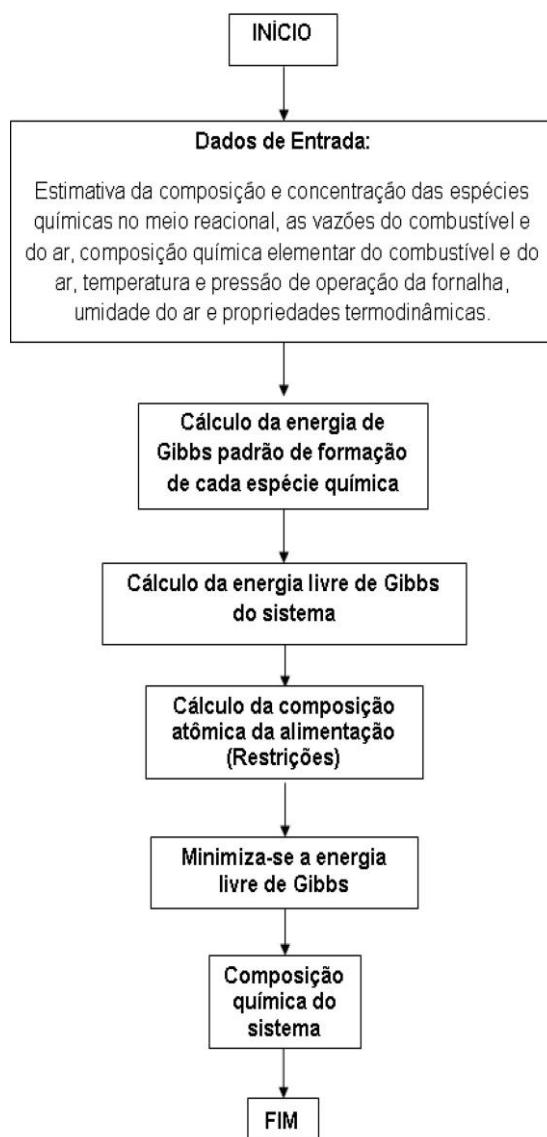 INÍCIO
Dados de Entrada:
Estimativa da composição e concentração das espécies
químicas no meio reacional, as vazões do combustível e
do ar, composição química elementar do combustível e do
ar, temperatura e pressão de operação da fornalha,
umidade do ar e propriedades termodinâmicas.
Cálculo da energia de
Gibbs padrão de formação
de cada espécie química
Cálculo da energia livre de Gibbs
do sistema
Cálculo da composição
atômica da alimentação
(Restrições)
Minimiza-se a energia
livre de Gibbs
Composição
química do
sistema
FIM